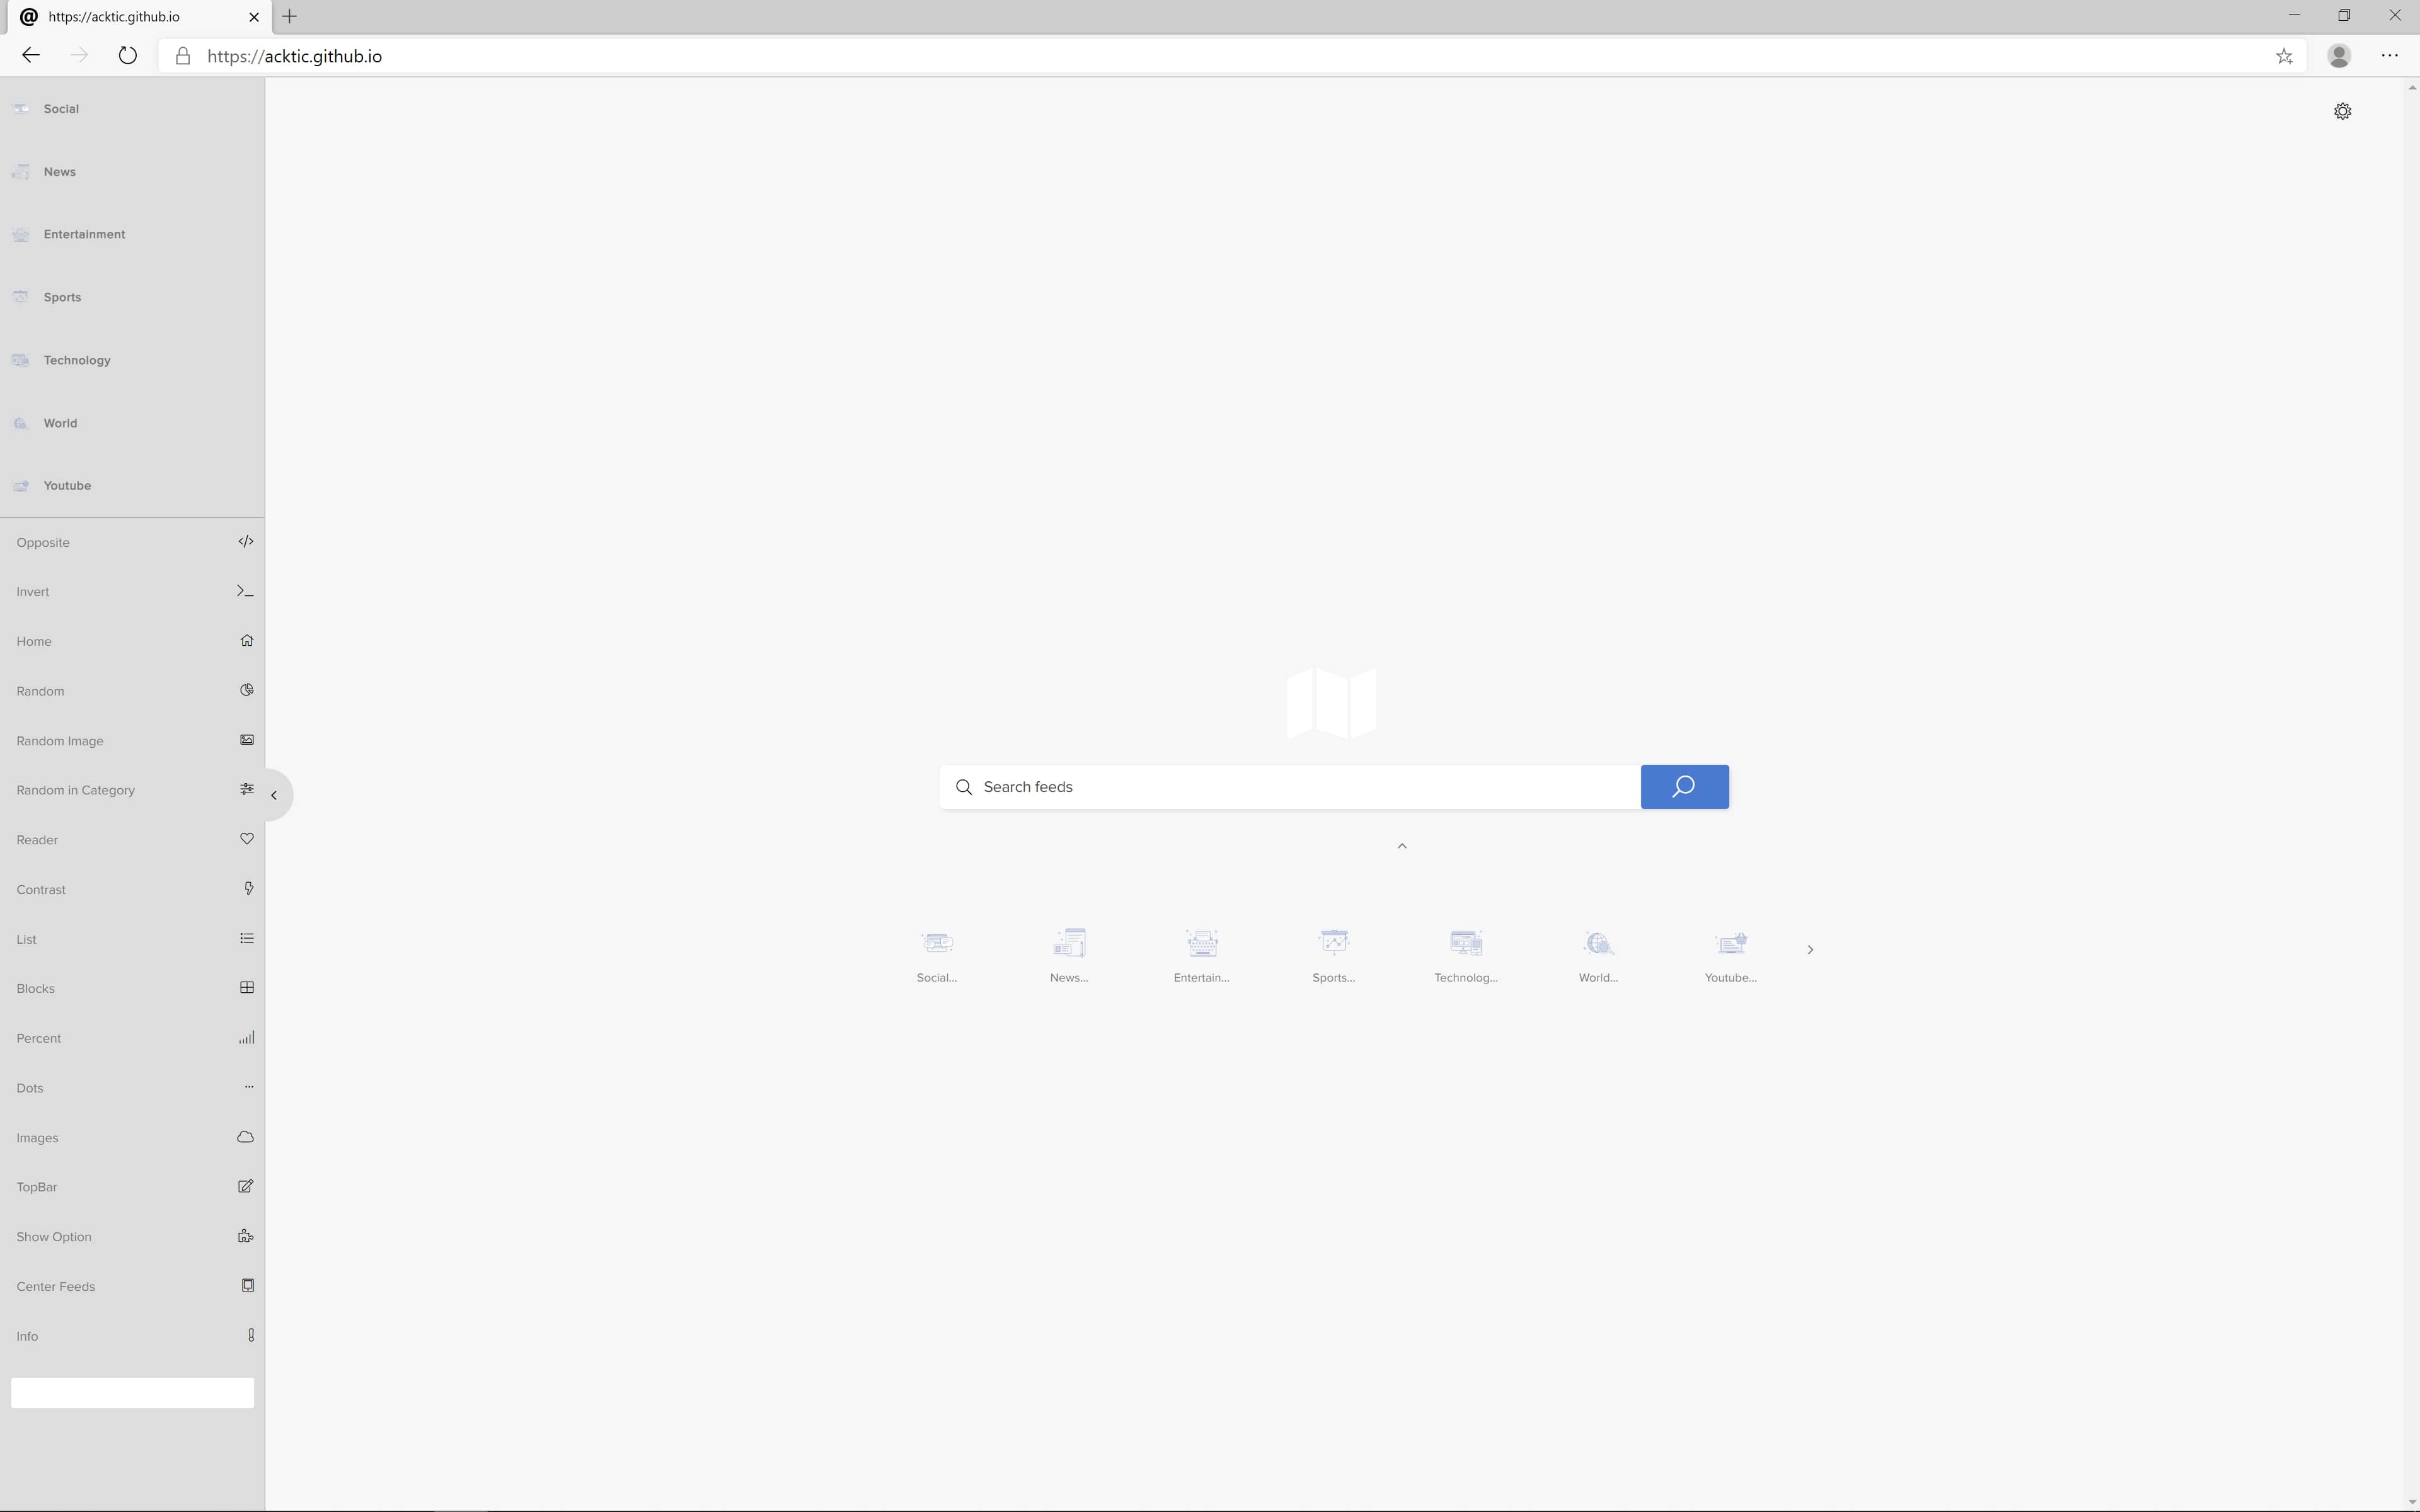 https://acktic.github.io
https://acktic.github.io
Social
News
Entertainment
Sports
Technology
World
Youtube
Opposite
Invert
Home
Random
Random Image
Random in Category
Reader
Contrast
List
Blocks
Percent
Dots
Images
TopBar
Show Option
Center Feeds
Info
Search feeds
Social...
News...
Entertain...
Sports...
Technolog...
World...
Youtube...